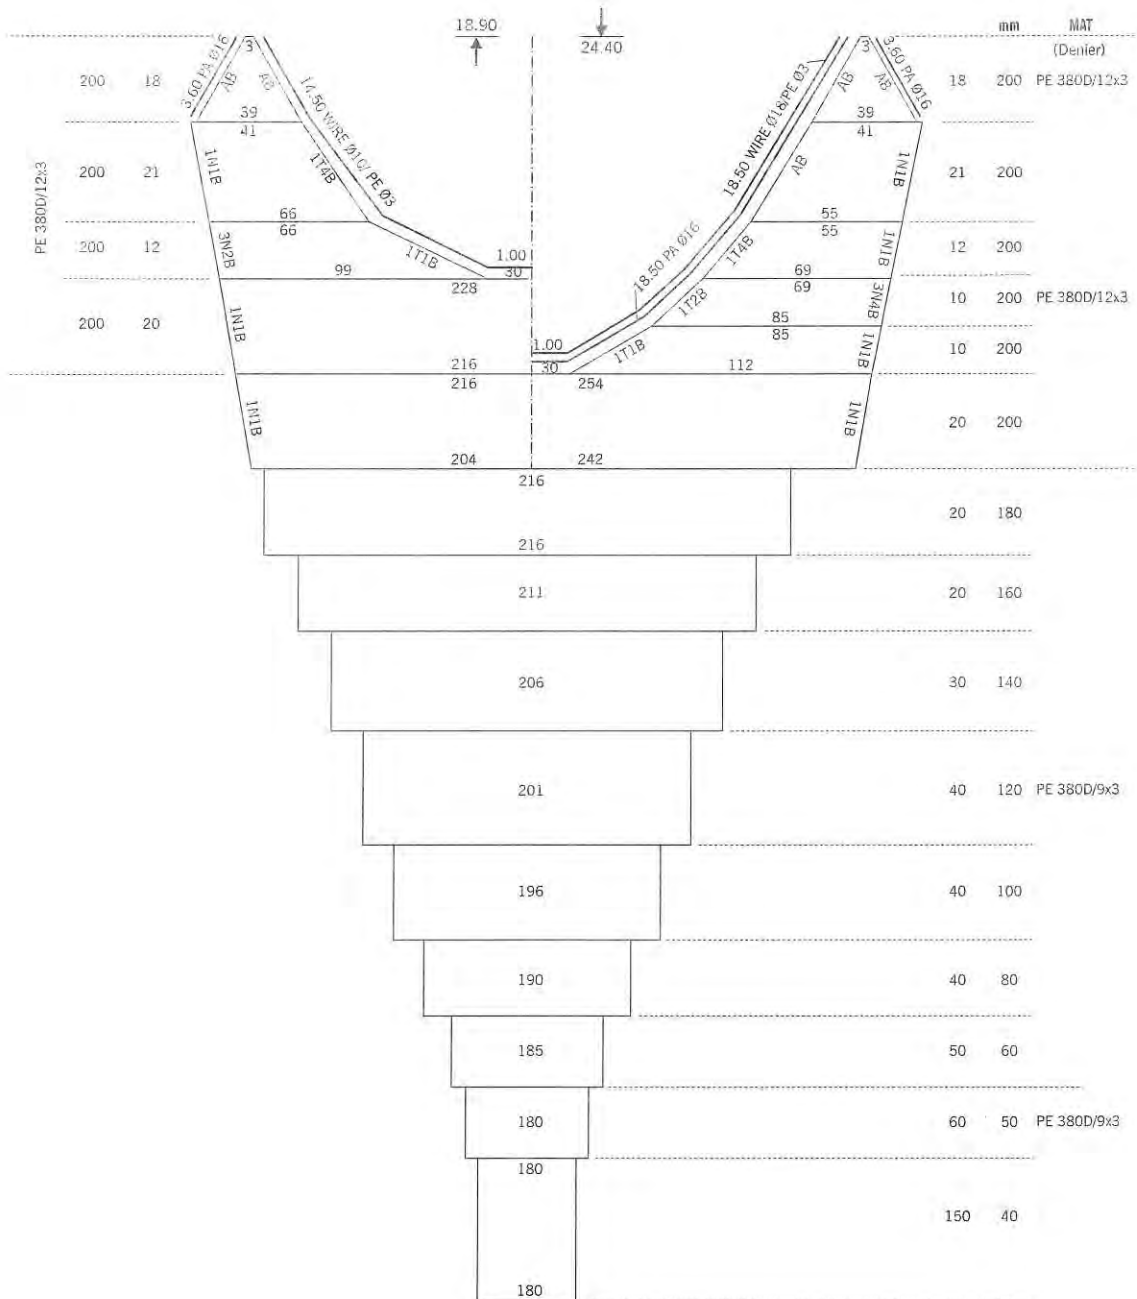 18.90
24.40
mm MAT
(Denier)
3 3
200 18
3.60 PA Ø16
AB AB
14.50 WIRE Ø10/ PE Ø3
18.50 WIRE Ø18/PE Ø3
AB AB
3.60 PA Ø16
18 200 PE 380D/12x3
39 39
41 41
PE 380D/12x3
200 21
1N1B
1T4B
AB
1N1B
21 200
66 55
66 55
200 12
3N2B
1T1B
1.00
30
18.50 PA Ø16
1T4B
1N1B
12 200
99 69
228 69
200 20
1N1B
1T2B
3N4B
10 200 PE 380D/12x3
85
85
1.00
30
1T1B
1N1B
10 200
216 112
216 254
1N1B
1N1B
20 200
204 242
216
20 180
216
211
20 160
206
30 140
201
40 120 PE 380D/9x3
196
40 100
190
40 80
185
50 60
180
60 50 PE 380D/9x3
180
150 40
180